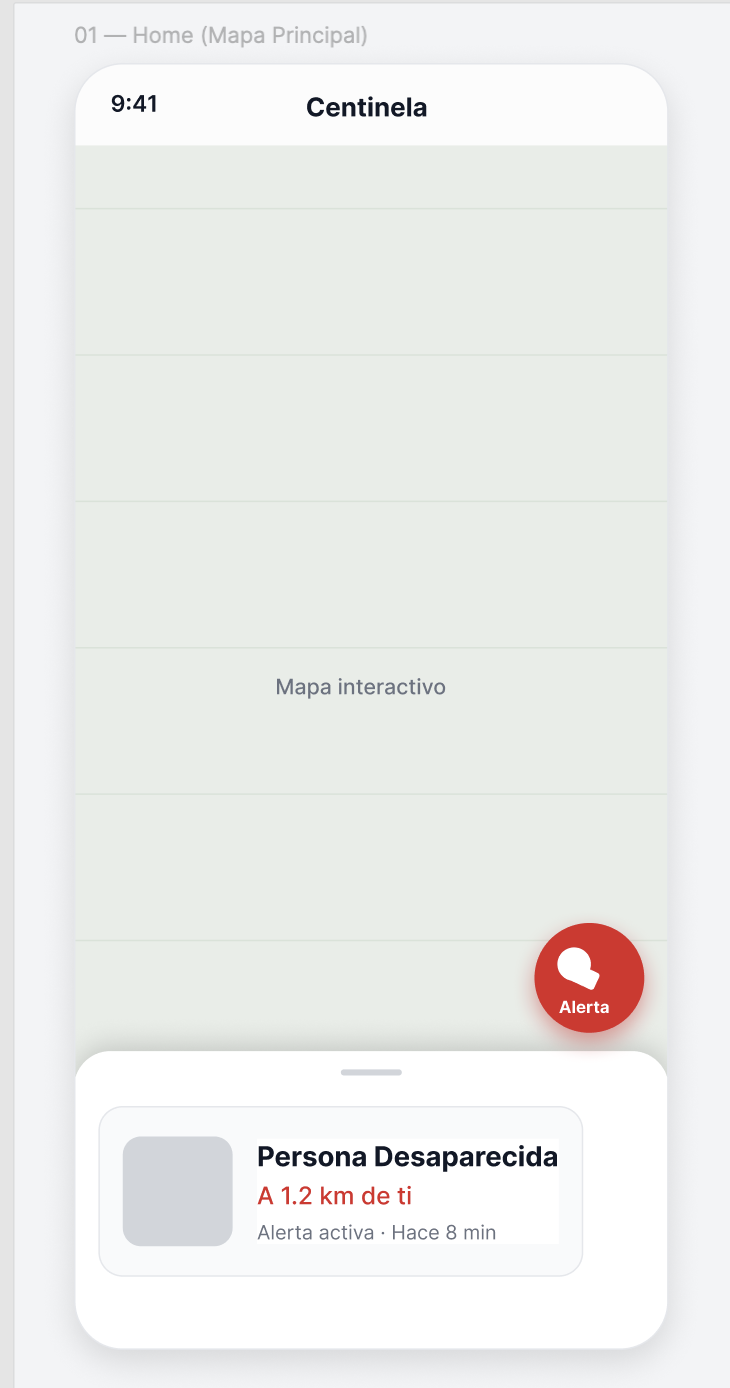 01 — Home (Mapa Principal)
9:41
Centinela
Mapa interactivo
Alerta
Persona Desaparecida
A 1.2 km de ti
Alerta activa · Hace 8 min